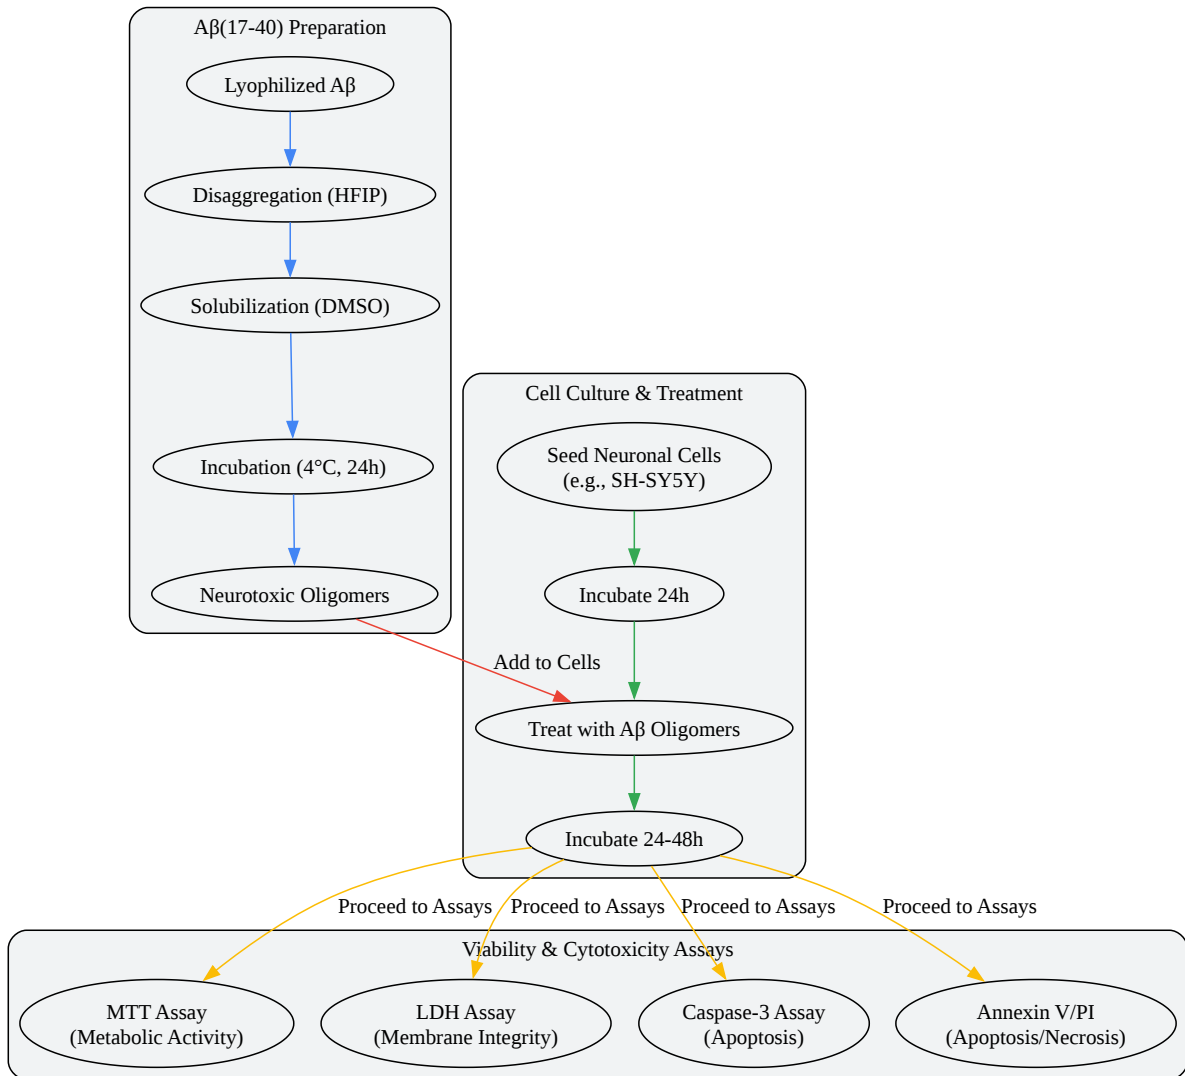 Aβ(17-40) Preparation
Lyophilized Aβ
Disaggregation (HFIP)
Solubilization (DMSO)
Incubation (4°C, 24h)
Neurotoxic Oligomers
Add to Cells
Cell Culture & Treatment
Seed Neuronal Cells
(e.g., SH-SY5Y)
Incubate 24h
Treat with Aβ Oligomers
Incubate 24-48h
Proceed to Assays
Proceed to Assays
Proceed to Assays
Proceed to Assays
Viability & Cytotoxicity Assays
MTT Assay
(Metabolic Activity)
LDH Assay
(Membrane Integrity)
Caspase-3 Assay
(Apoptosis)
Annexin V/PI
(Apoptosis/Necrosis)